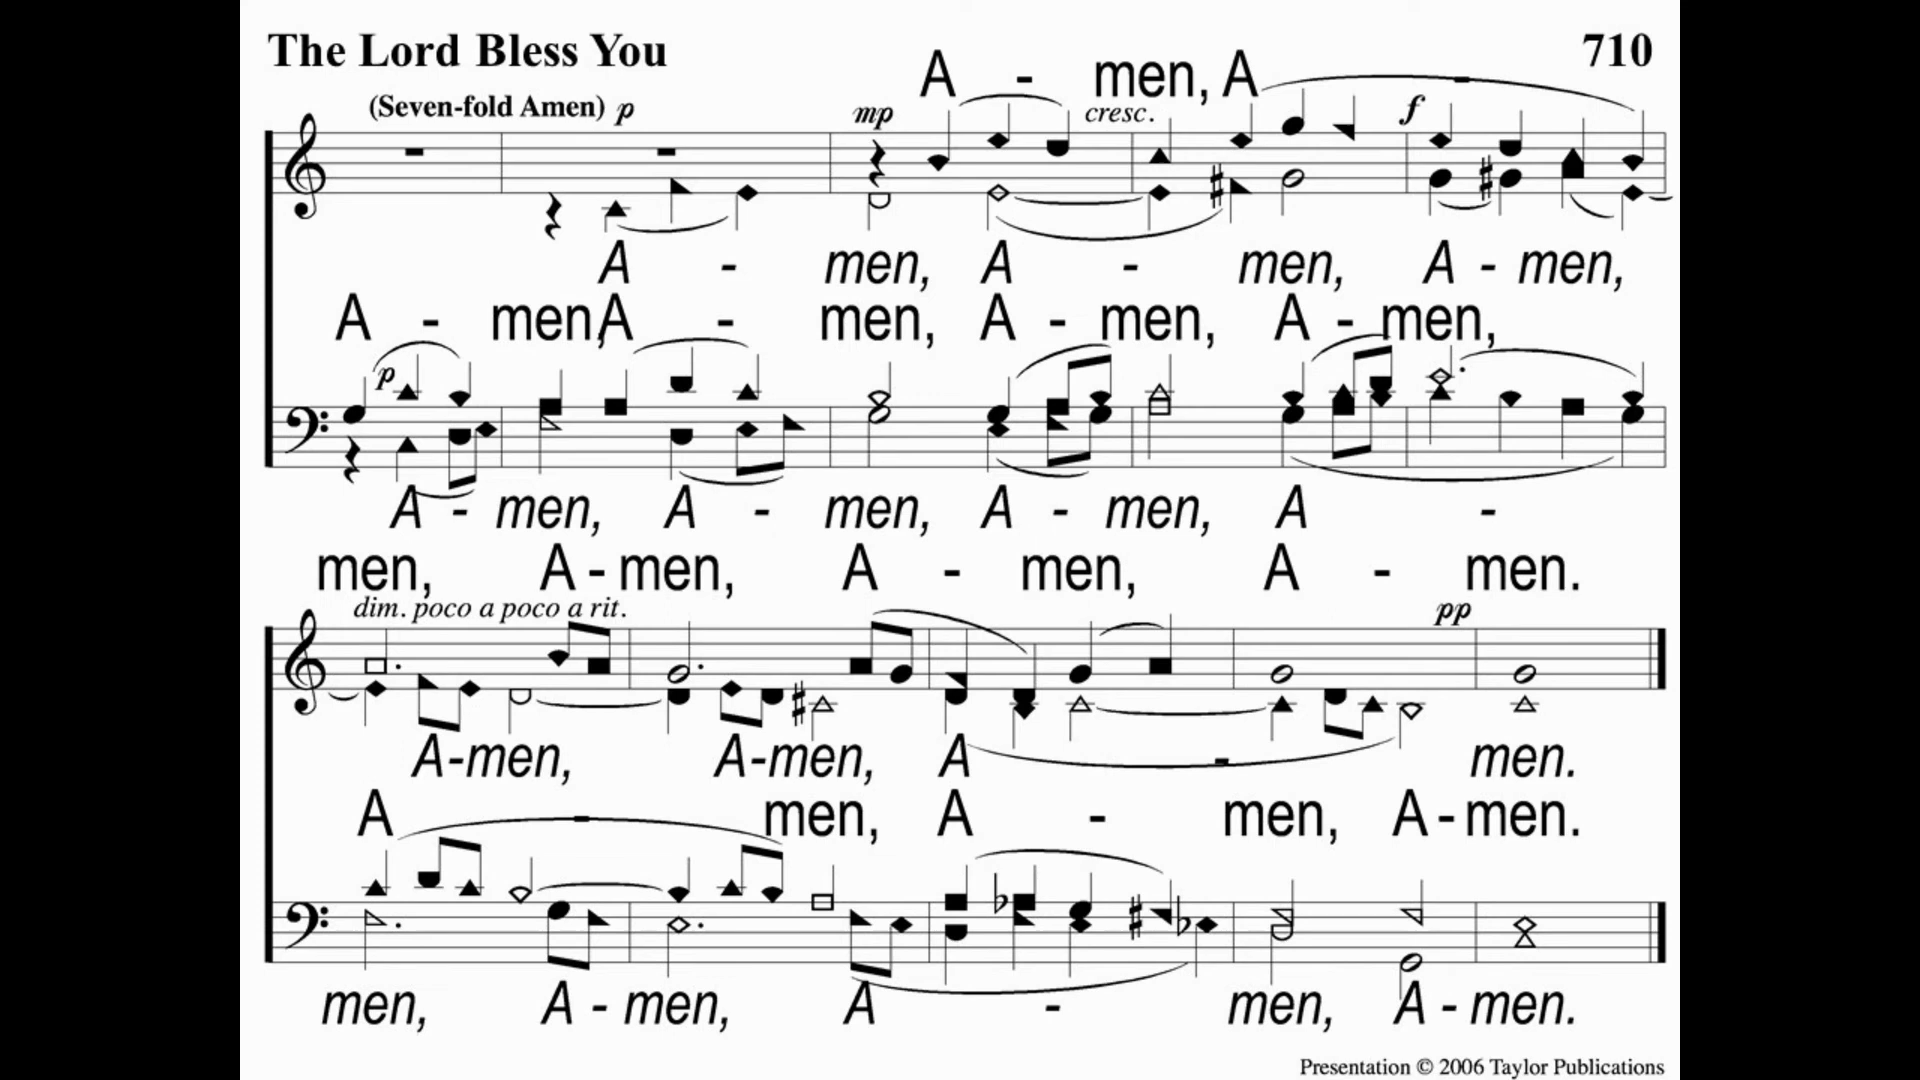 The Lord Bless You 710
A - men, A -
(Seven-fold Amen) p mp cresc. f
A - men, A - men, A - men,
A - men, A - men, A - men, A - men,
p
A - men, A - men, A - men, A -
men, A - men, A - men, A - men.
dim. poco a poco a rit. pp
A-men, A-men, A - men.
A - men, A - men, A - men.
men, A - men, A - men, A - men.
Presentation © 2006 Taylor Publications